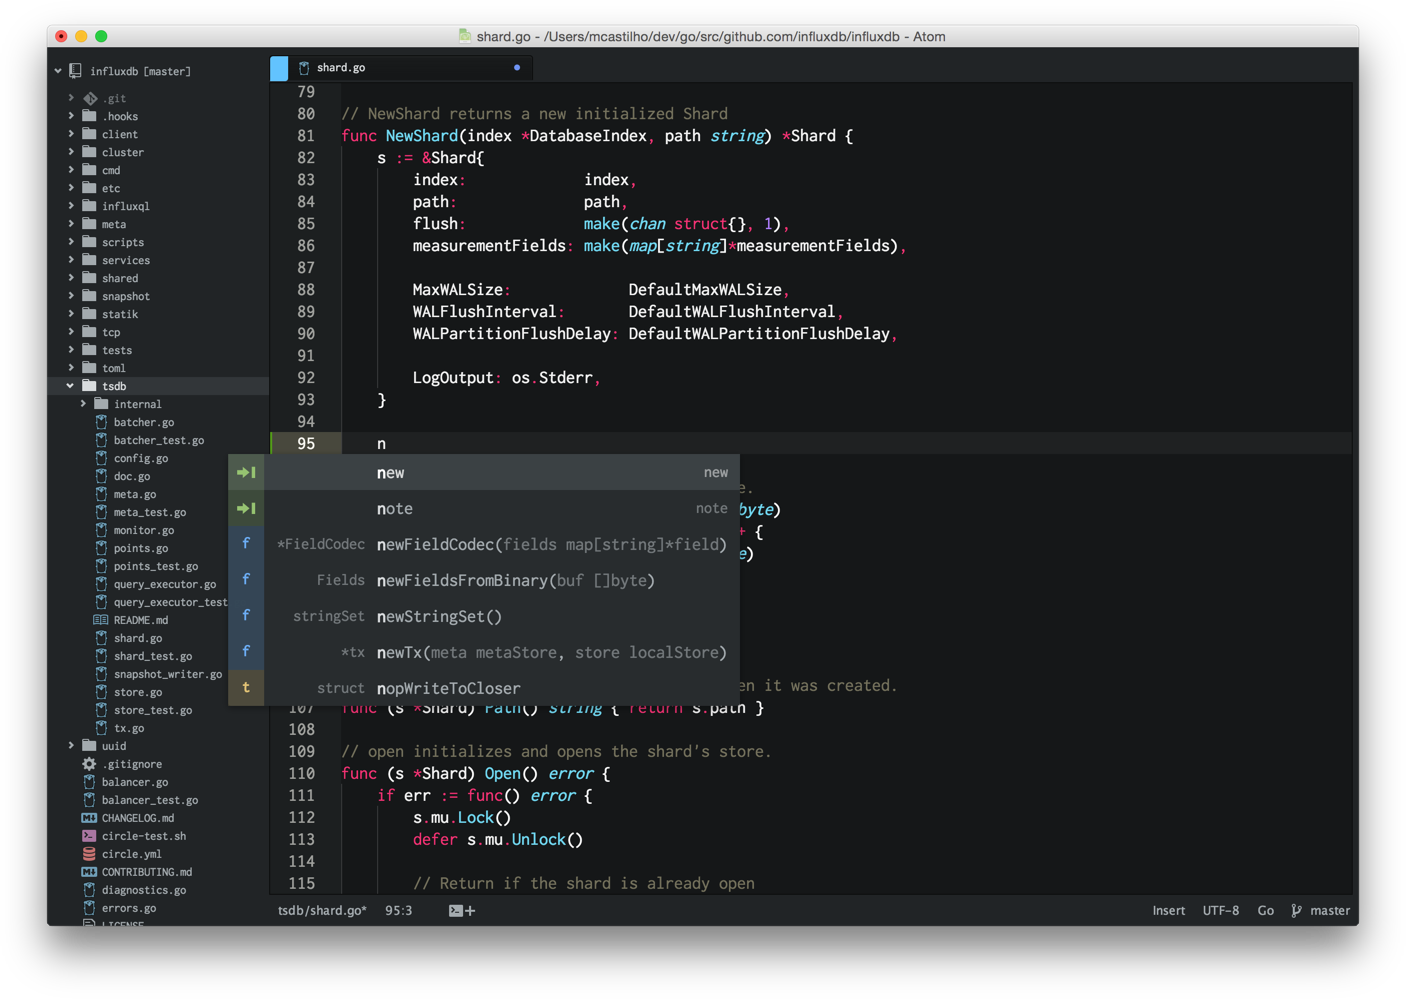 shard.go - /Users/mcastilho/dev/go/src/github.com/influxdb/influxdb - Atom
influxdb [master]
.git
.hooks
client
cluster
cmd
etc
influxql
meta
scripts
services
shared
snapshot
statik
tcp
tests
toml
tsdb
internal
batcher.go
batcher_test.go
config.go
doc.go
meta.go
meta_test.go
monitor.go
points.go
points_test.go
query_executor.go
query_executor_test
README.md
shard.go
shard_test.go
snapshot_writer.go
store.go
store_test.go
tx.go
uuid
.gitignore
balancer.go
balancer_test.go
CHANGELOG.md
circle-test.sh
circle.yml
CONTRIBUTING.md
diagnostics.go
errors.go
LICENSE
shard.go
79
80 // NewShard returns a new initialized Shard
81 func NewShard(index *DatabaseIndex, path string) *Shard {
82 s := &Shard{
83 index: index,
84 path: path,
85 flush: make(chan struct{}, 1),
86 measurementFields: make(map[string]*measurementFields),
87
88 MaxWALSize: DefaultMaxWALSize,
89 WALFlushInterval: DefaultWALFlushInterval,
90 WALPartitionFlushDelay: DefaultWALPartitionFlushDelay,
91
92 LogOutput: os.Stderr,
93 }
94
95 n
new new
note note
f *FieldCodec newFieldCodec(fields map[string]*field)
f Fields newFieldsFromBinary(buf []byte)
f stringSet newStringSet()
f *tx newTx(meta metaStore, store localStore)
t struct nopWriteToCloser
e.
byte)
+ {
e)
en it was created.
107 func (s *Shard) Path() string { return s.path }
108
109 // open initializes and opens the shard's store.
110 func (s *Shard) Open() error {
111 if err := func() error {
112 s.mu.Lock()
113 defer s.mu.Unlock()
114
115 // Return if the shard is already open
tsdb/shard.go* 95:3 Insert UTF-8 Go master